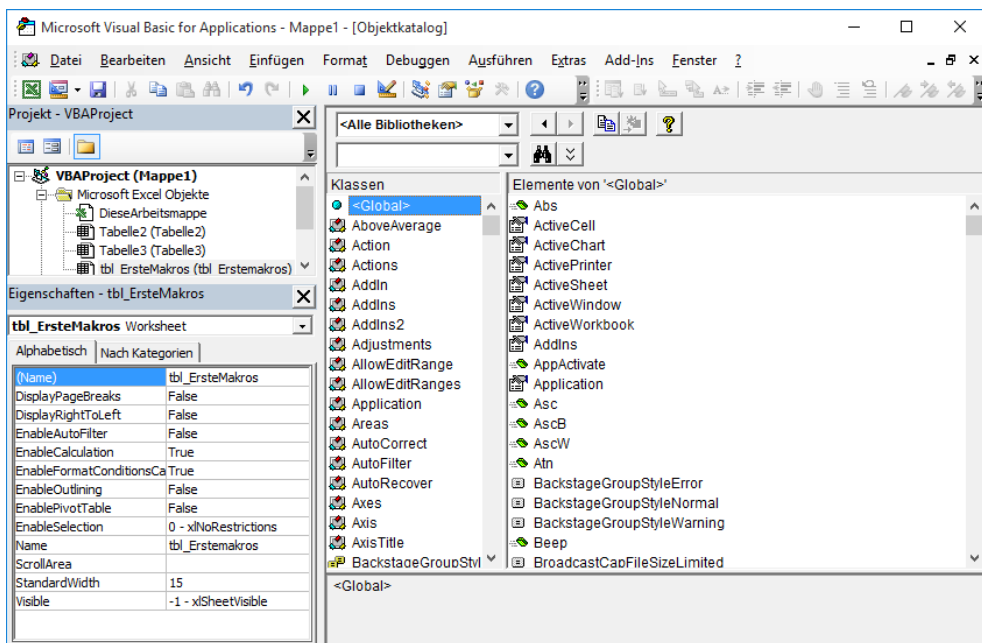 Microsoft Visual Basic for Applications - Mappe1 - [Objektkatalog]
Datei Bearbeiten Ansicht Einfügen Format Debuggen Ausführen Extras Add-Ins Fenster ?
Projekt - VBAProject
VBAProject (Mappe1)
Microsoft Excel Objekte
DieseArbeitsmappe
Tabelle2 (Tabelle2)
Tabelle3 (Tabelle3)
tbl_ErsteMakros (tbl_Erstemakros)
Eigenschaften - tbl_ErsteMakros
tbl_ErsteMakros Worksheet
Alphabetisch Nach Kategorien
(Name) tbl_ErsteMakros
DisplayPageBreaks False
DisplayRightToLeft False
EnableAutoFilter False
EnableCalculation True
EnableFormatConditionsCa True
EnableOutlining False
EnablePivotTable False
EnableSelection 0 - xlNoRestrictions
Name tbl_Erstemakros
ScrollArea
StandardWidth 15
Visible -1 - xlSheetVisible
<Alle Bibliotheken>
Klassen
<Global>
AboveAverage
Action
Actions
AddIn
AddIns
AddIns2
Adjustments
AllowEditRange
AllowEditRanges
Application
Areas
AutoCorrect
AutoFilter
AutoRecover
Axes
Axis
AxisTitle
BackstageGroupStyl
Elemente von '<Global>'
Abs
ActiveCell
ActiveChart
ActivePrinter
ActiveSheet
ActiveWindow
ActiveWorkbook
AddIns
AppActivate
Application
Asc
AscB
AscW
Atn
BackstageGroupStyleError
BackstageGroupStyleNormal
BackstageGroupStyleWarning
Beep
BroadcastCapFileSizeLimited
<Global>